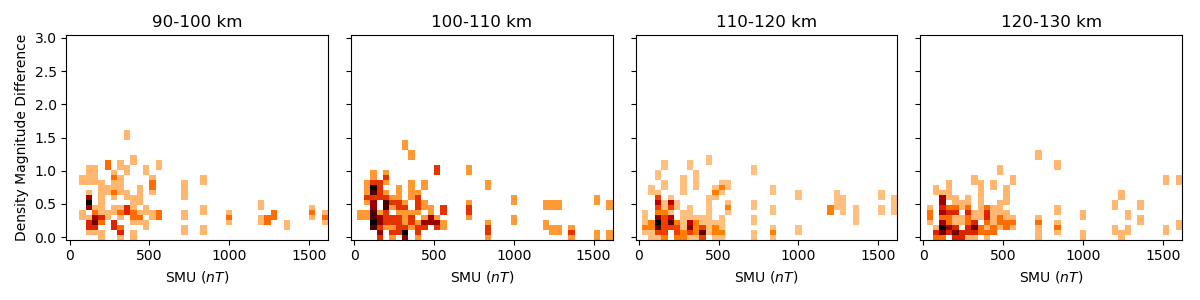 90-100 km
100-110 km
110-120 km
120-130 km
Density Magnitude Difference
3.0
2.5
2.0
1.5
1.0
0.5
0.0
0 500 1000 1500
0 500 1000 1500
0 500 1000 1500
0 500 1000 1500
SMU (nT)
SMU (nT)
SMU (nT)
SMU (nT)